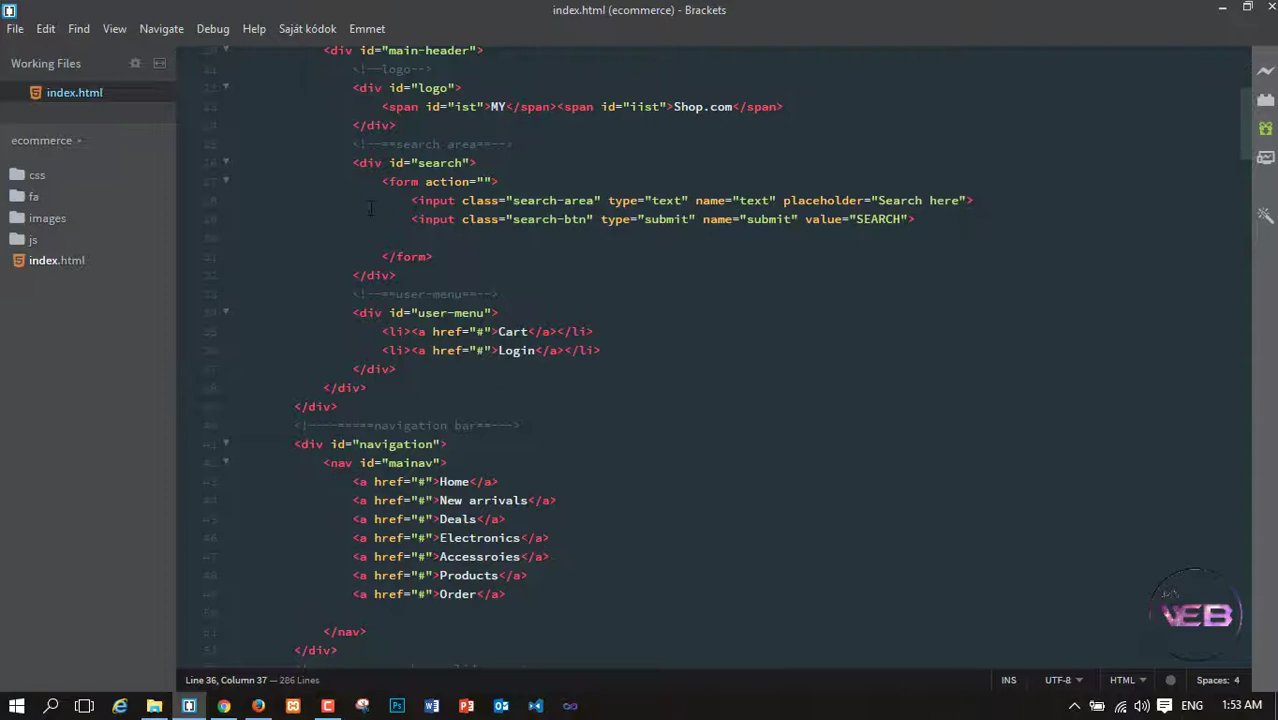 index.html (ecommerce) - Brackets
File Edit Find View Navigate Debug Help Saját kódok Emmet
Working Files
index.html
ecommerce
css
fa
images
js
index.html
<div id="main-header">
<!--logo-->
<div id="logo">
<span id="ist">MY</span><span id="iist">Shop.com</span>
</div>
<!--==search area==-->
<div id="search">
<form action="">
<input class="search-area" type="text" name="text" placeholder="Search here">
<input class="search-btn" type="submit" name="submit" value="SEARCH">
</form>
</div>
<!--==user-menu==-->
<div id="user-menu">
<li><a href="#">Cart</a></li>
<li><a href="#">Login</a></li>
</div>
</div>
</div>
<div id="navigation">
<nav id="mainav">
<a href="#">Home</a>
<a href="#">New arrivals</a>
<a href="#">Deals</a>
<a href="#">Electronics</a>
<a href="#">Accessroies</a>
<a href="#">Products</a>
<a href="#">Order</a>
</nav>
</div>
WEB
Line 36, Column 37 — 286 Lines
INS UTF-8 HTML Spaces: 4
ENG 1:53 AM